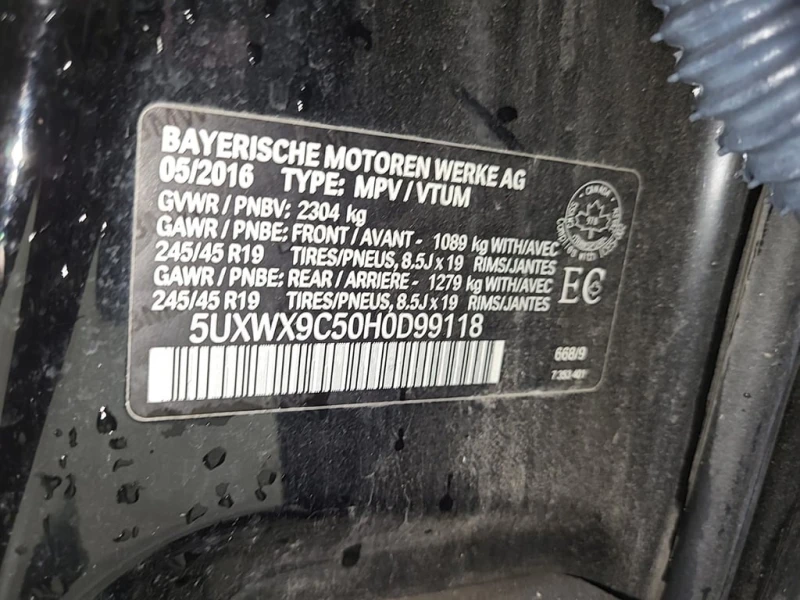 BAYERISCHE MOTOREN WERKE AG
05/2016 TYPE: MPV / VTUM
GVWR / PNBV: 2304 kg
GAWR / PNBE: FRONT / AVANT - 1089 kg WITH/AVEC
245/45 R19 TIRES/PNEUS, 8.5J x 19 RIMS/JANTES
GAWR / PNBE: REAR / ARRIERE - 1279 kg WITH/AVEC
245/45 R19 TIRES/PNEUS, 8.5J x 19 RIMS/JANTES
5UXWX9C50H0D99118
CANADA
EC
668/9